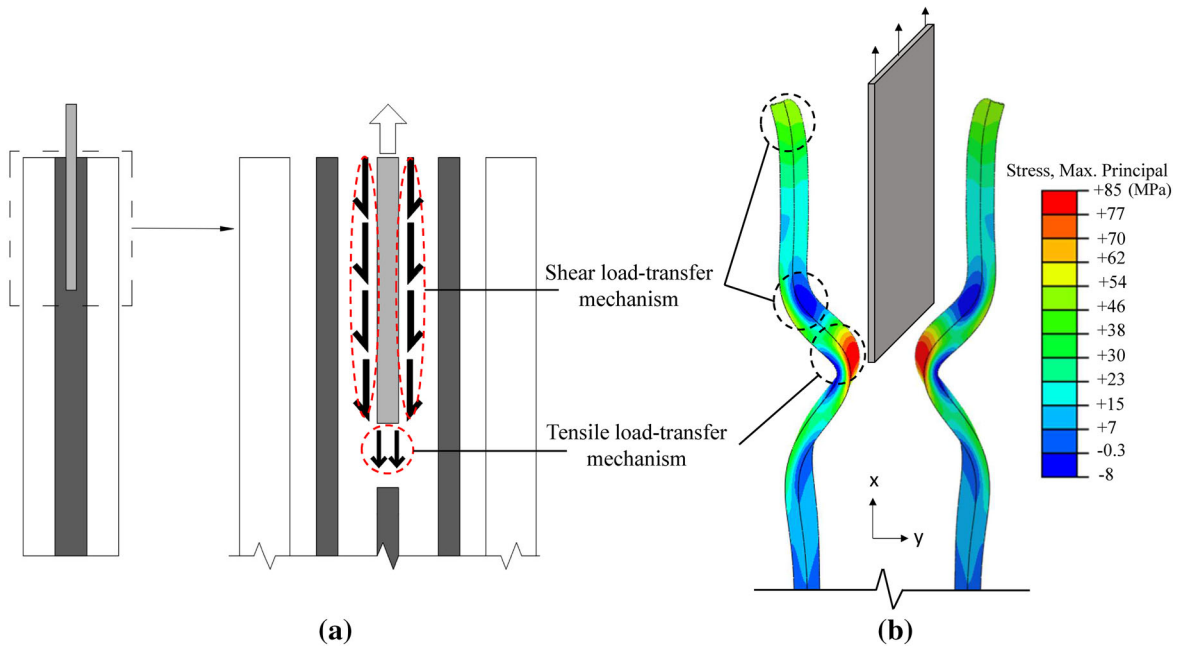 Shear load-transfer
mechanism
Tensile load-transfer
mechanism
(a)
Stress, Max. Principal
+85 (MPa)
+77
+70
+62
+54
+46
+38
+30
+23
+15
+7
-0.3
-8
x
y
(b)